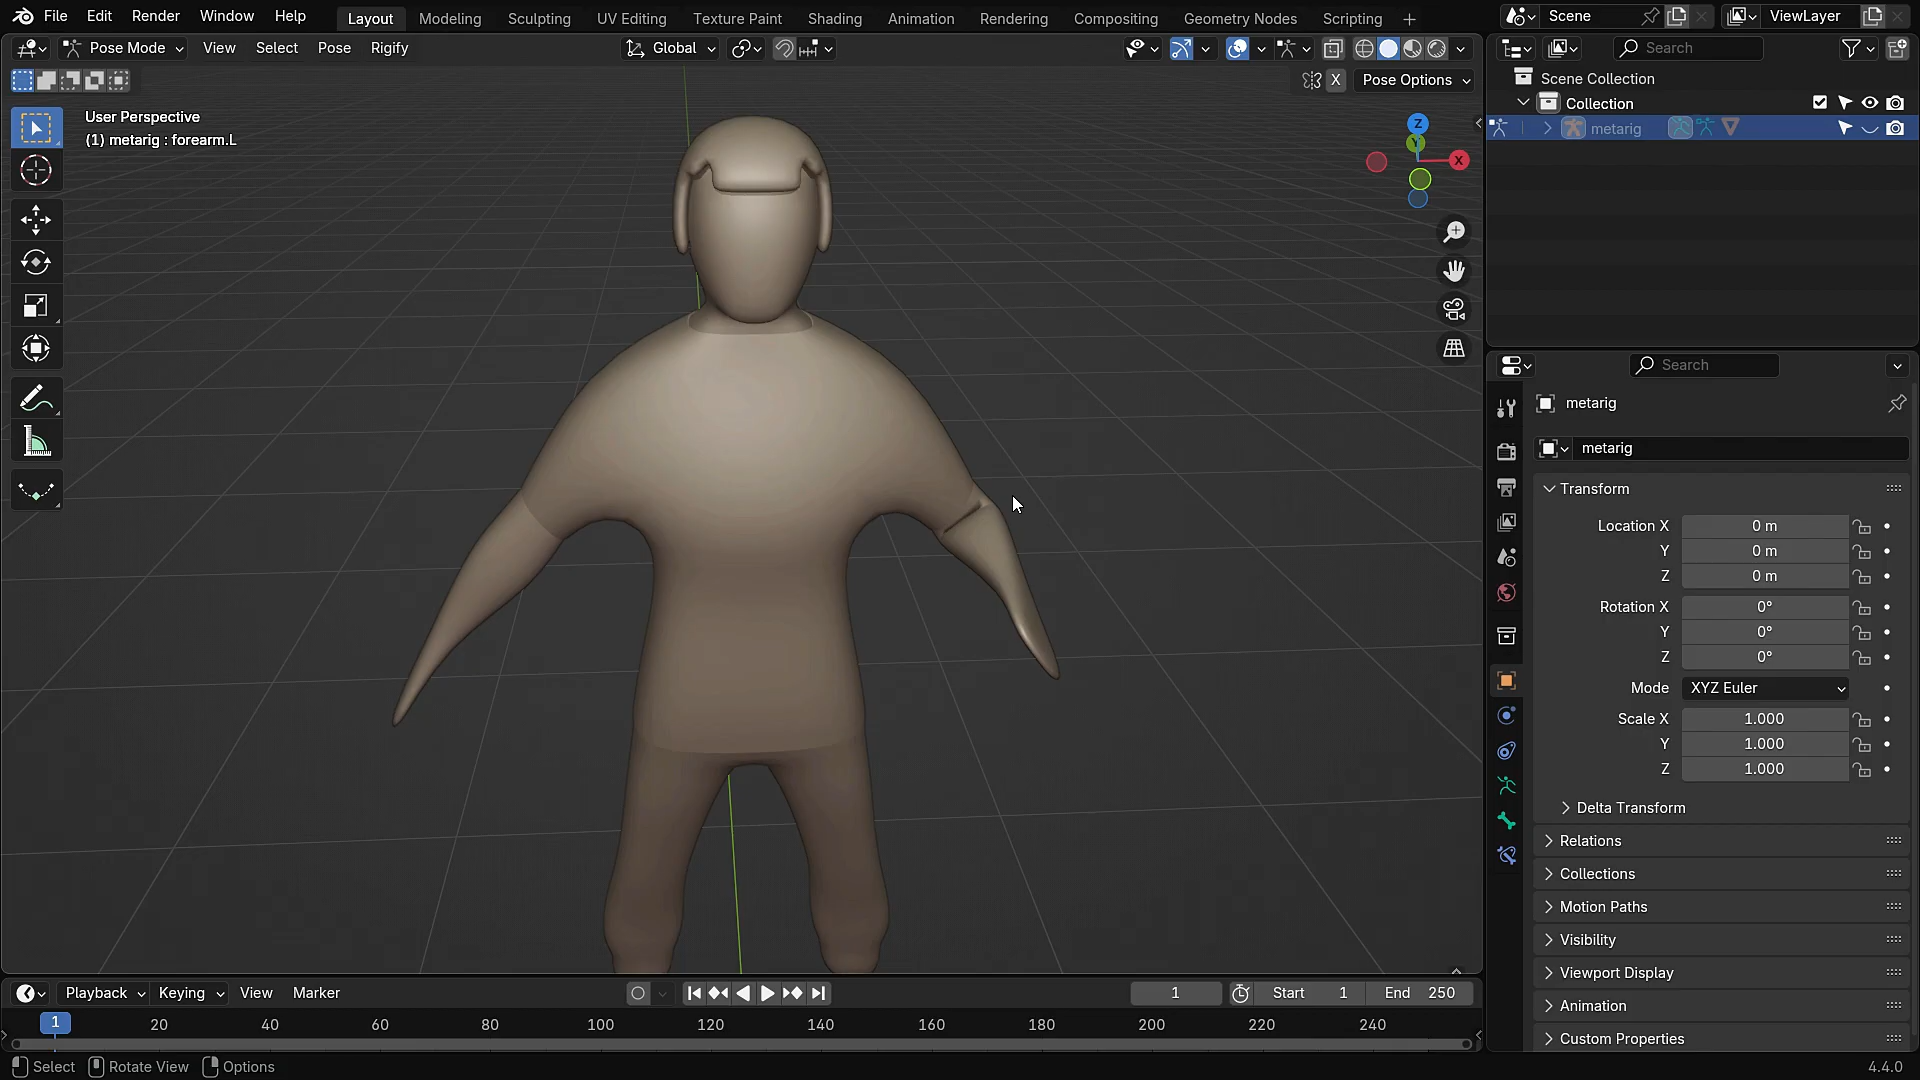 File Edit Render Window Help Layout Modeling Sculpting UV Editing Texture Paint Shading Animation Rendering Compositing Geometry Nodes Scripting + Scene ViewLayer
Pose Mode View Select Pose Rigify Global Search
X Pose Options
User Perspective
(1) metarig : forearm.L
Z
Y
X
Scene Collection
Collection
metarig
Search
metarig
metarig
Transform
Location X 0 m
Y 0 m
Z 0 m
Rotation X 0°
Y 0°
Z 0°
Mode XYZ Euler
Scale X 1.000
Y 1.000
Z 1.000
Delta Transform
Relations
Collections
Motion Paths
Visibility
Viewport Display
Animation
Custom Properties
Playback Keying View Marker 1 Start 1 End 250
1 20 40 60 80 100 120 140 160 180 200 220 240
Select Rotate View Options 4.4.0